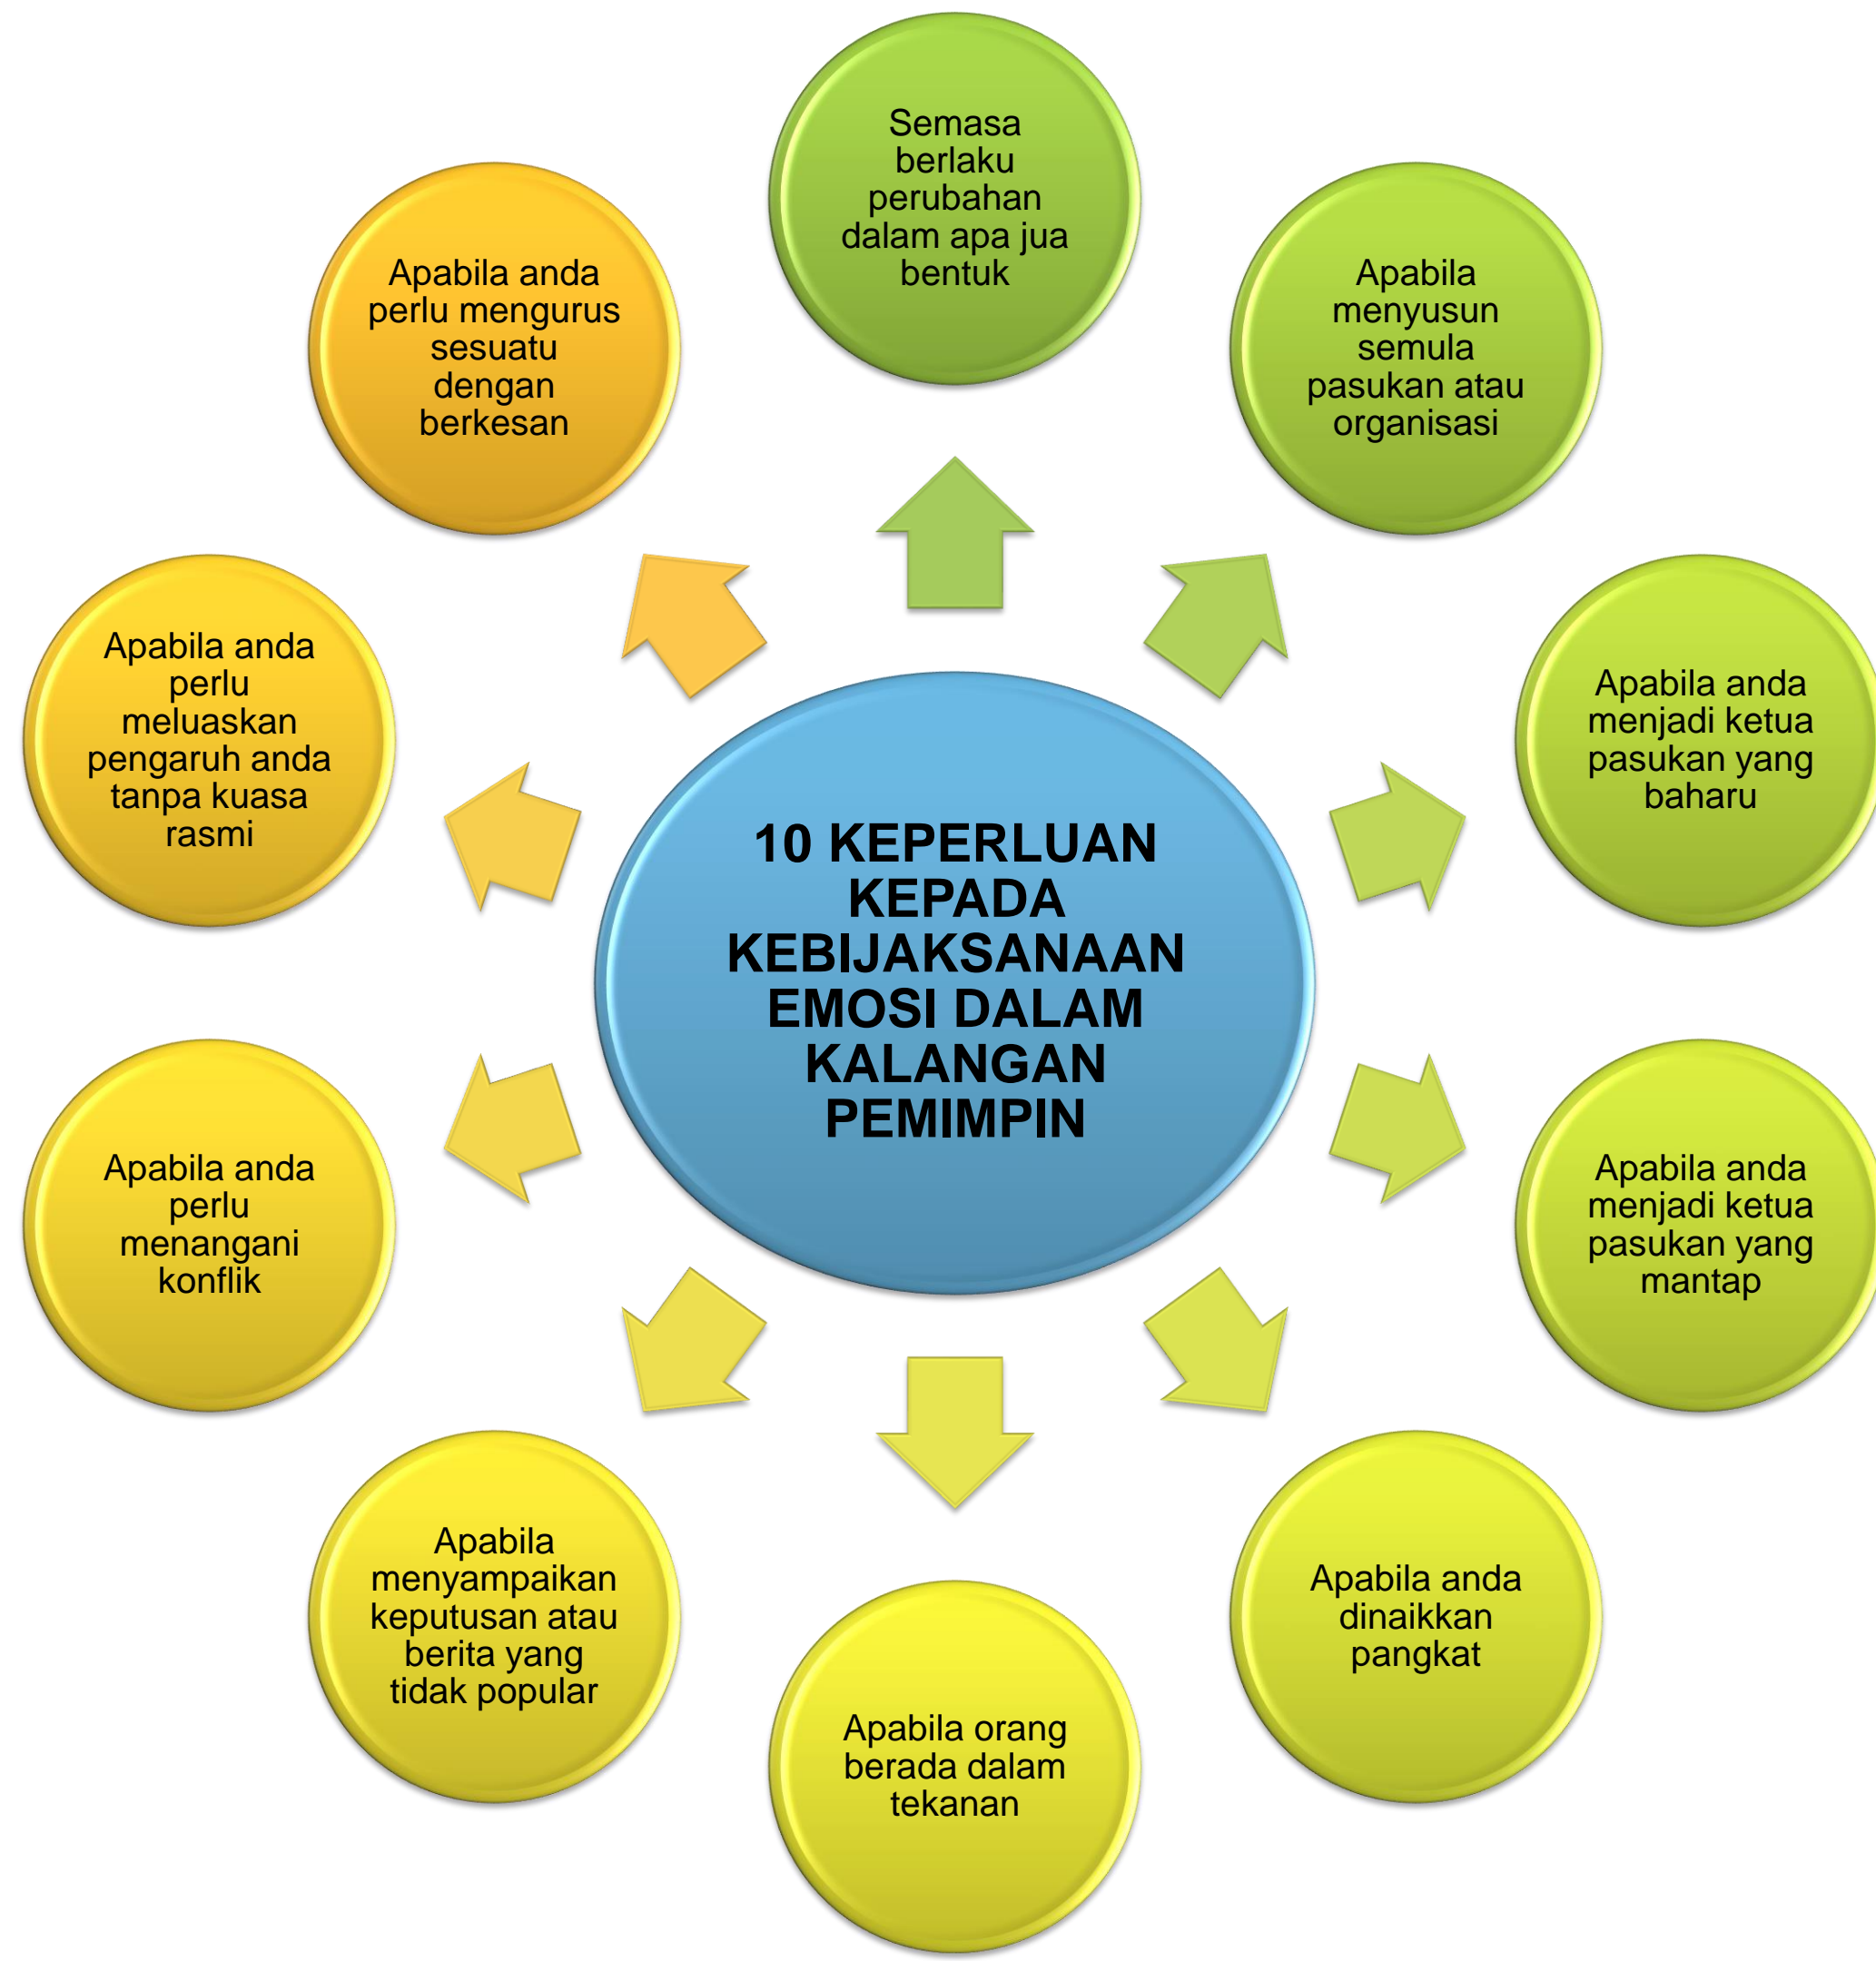 Semasa
berlaku
perubahan
dalam apa jua
bentuk
Apabila
menyusun
semula
pasukan atau
organisasi
Apabila anda
menjadi ketua
pasukan yang
baharu
Apabila anda
menjadi ketua
pasukan yang
mantap
Apabila anda
dinaikkan
pangkat
Apabila orang
berada dalam
tekanan
Apabila
menyampaikan
keputusan atau
berita yang
tidak popular
Apabila anda
perlu
menangani
konflik
Apabila anda
perlu
meluaskan
pengaruh anda
tanpa kuasa
rasmi
Apabila anda
perlu mengurus
sesuatu
dengan
berkesan
10 KEPERLUAN
KEPADA
KEBIJAKSANAAN
EMOSI DALAM
KALANGAN
PEMIMPIN